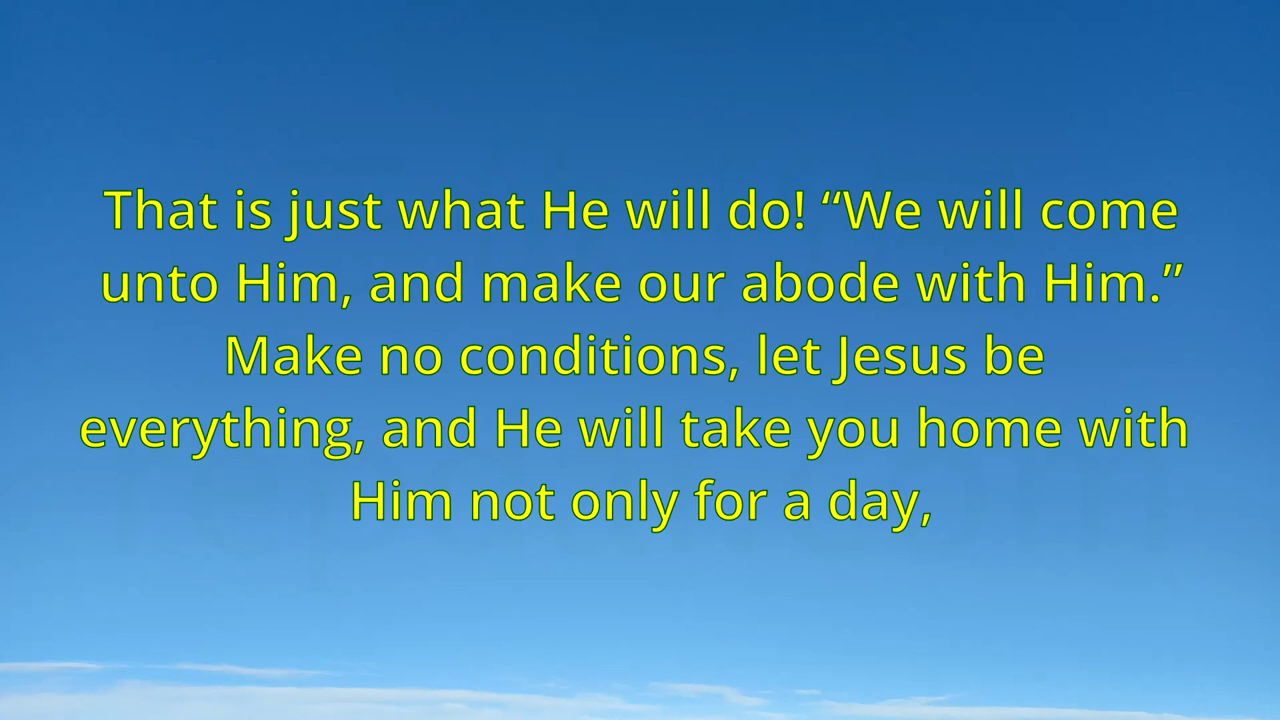 That is just what He will do! “We will come
unto Him, and make our abode with Him.”
Make no conditions, let Jesus be
everything, and He will take you home with
Him not only for a day,